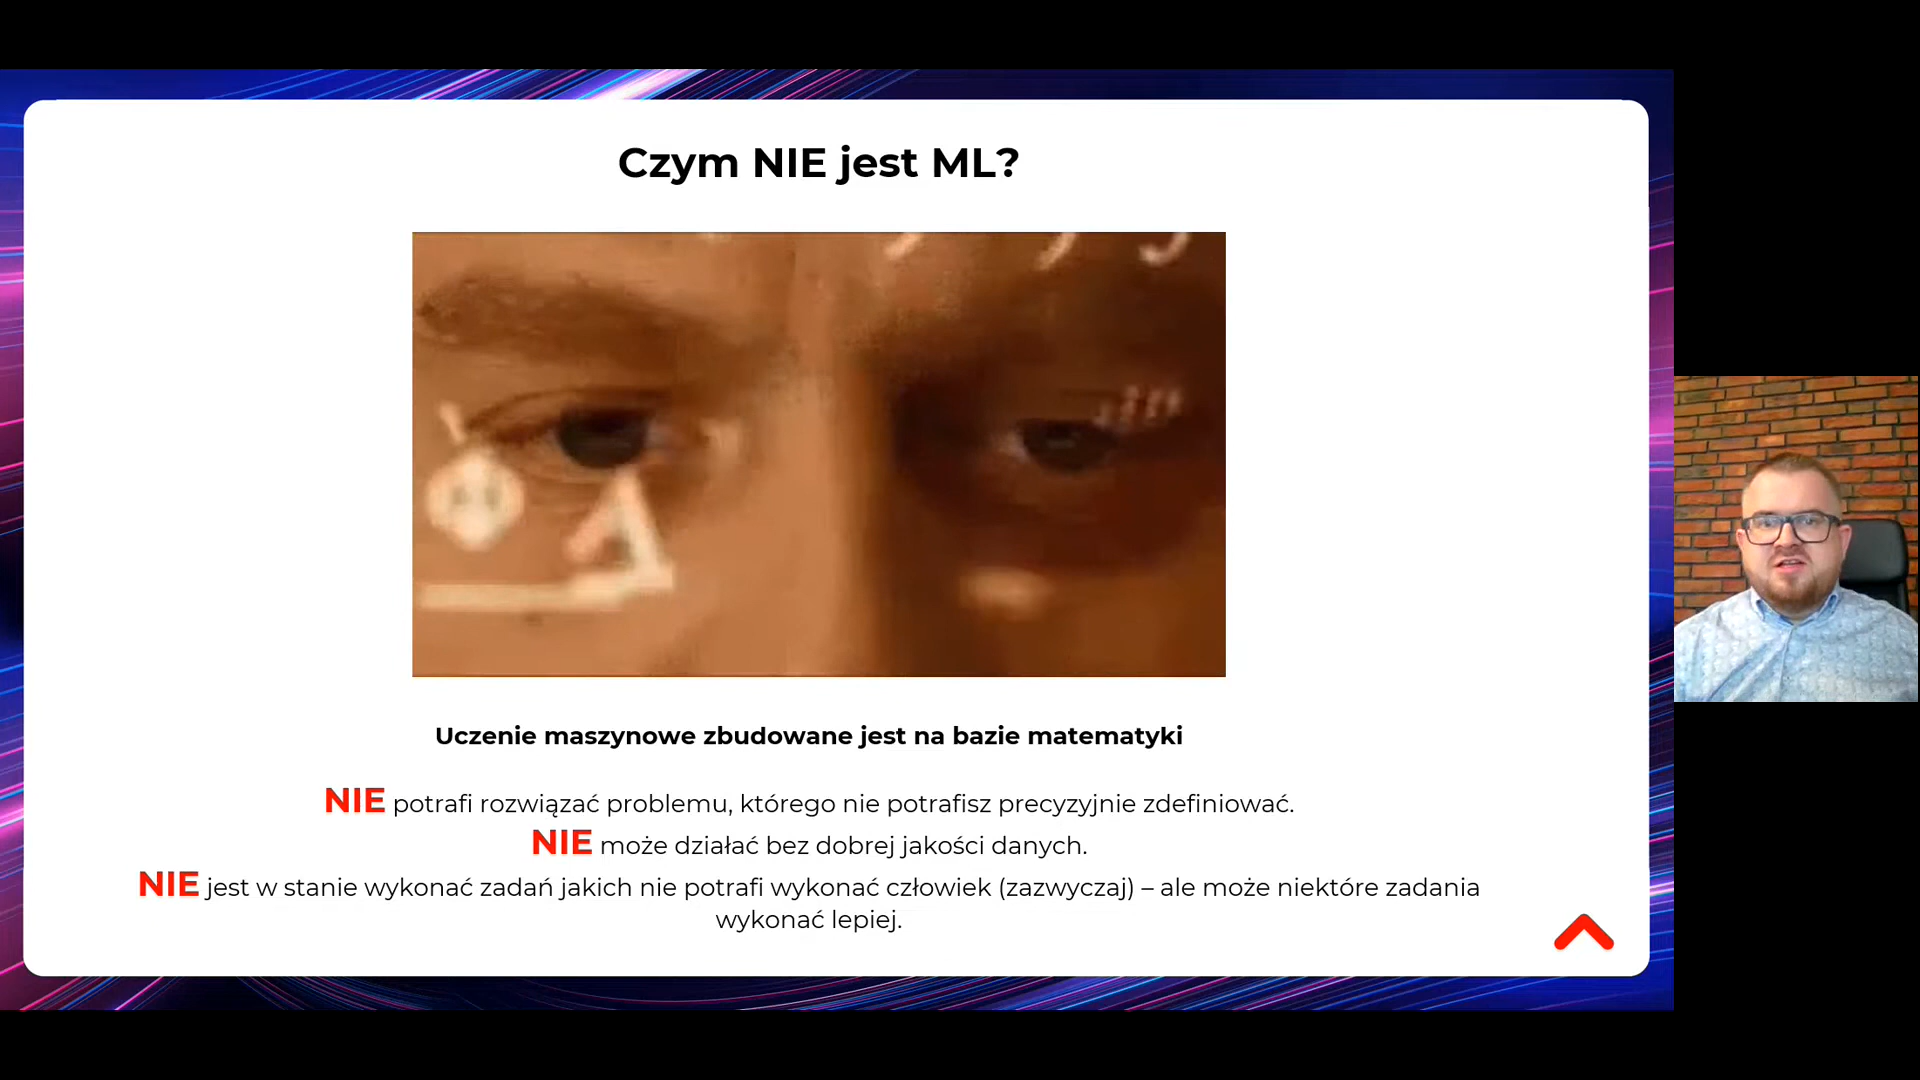 Czym NIE jest ML?
Uczenie maszynowe zbudowane jest na bazie matematyki
NIE potrafi rozwiązać problemu, którego nie potrafisz precyzyjnie zdefiniować.
NIE może działać bez dobrej jakości danych.
NIE jest w stanie wykonać zadań jakich nie potrafi wykonać człowiek (zazwyczaj) – ale może niektóre zadania
wykonać lepiej.